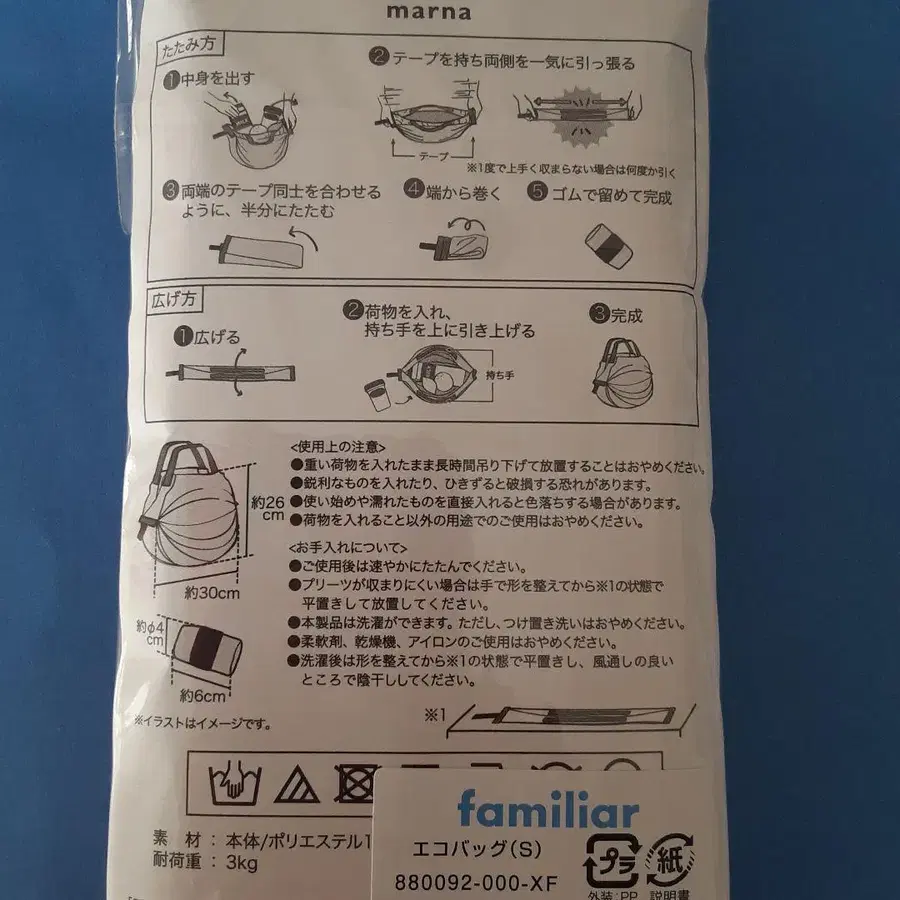 marna
たたみ方
❶中身を出す
❷テープを持ち両側を一気に引っ張る
テープ
※1度で上手く収まらない場合は何度か引く
❸両端のテープ同士を合わせる
ように、半分にたたむ
❹端から巻く
❺ゴムで留めて完成
広げ方
❶広げる
❷荷物を入れ、
持ち手を上に引き上げる
持ち手
❸完成
<使用上の注意>
●重い荷物を入れたまま長時間吊り下げて放置することはおやめください。
●鋭利なものを入れたり、ひきずると破損する恐れがあります。
●使い始めや濡れたものを直接入れると色落ちする場合があります。
●荷物を入れること以外の用途でのご使用はおやめください。
約26
cm
約30cm
<お手入れについて>
●ご使用後は速やかにたたんでください。
●プリーツが収まりにくい場合は手で形を整えてから※1の状態で
平置きして放置してください。
●本製品は洗濯ができます。ただし、つけ置き洗いはおやめください。
●柔軟剤、乾燥機、アイロンのご使用はおやめください。
●洗濯後は形を整えてから※1の状態で平置きし、風通しの良い
ところで陰干ししてください。
約φ4
cm
約6cm
※イラストはイメージです。
※1
素 材：本体/ポリエステル1
耐荷重：3kg
familiar
エコバッグ(S)
880092-000-XF
プラ
紙
外装:PP
説明書